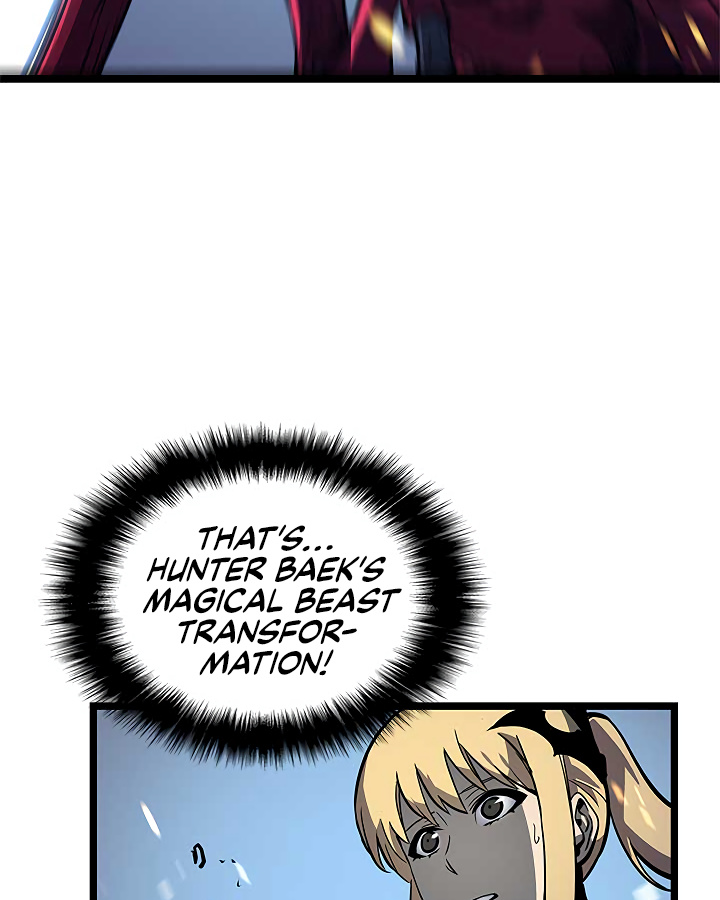 THAT'S...
HUNTER BAEK'S
MAGICAL BEAST
TRANSFOR-
MATION!